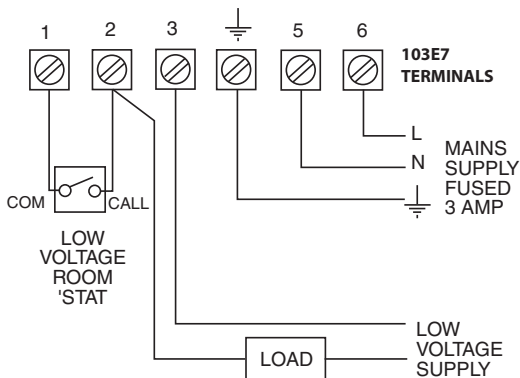 1 2 3 5 6
103E7
TERMINALS
L
N
MAINS
SUPPLY
FUSED
3 AMP
COM
CALL
LOW
VOLTAGE
ROOM
'STAT
LOAD
LOW
VOLTAGE
SUPPLY